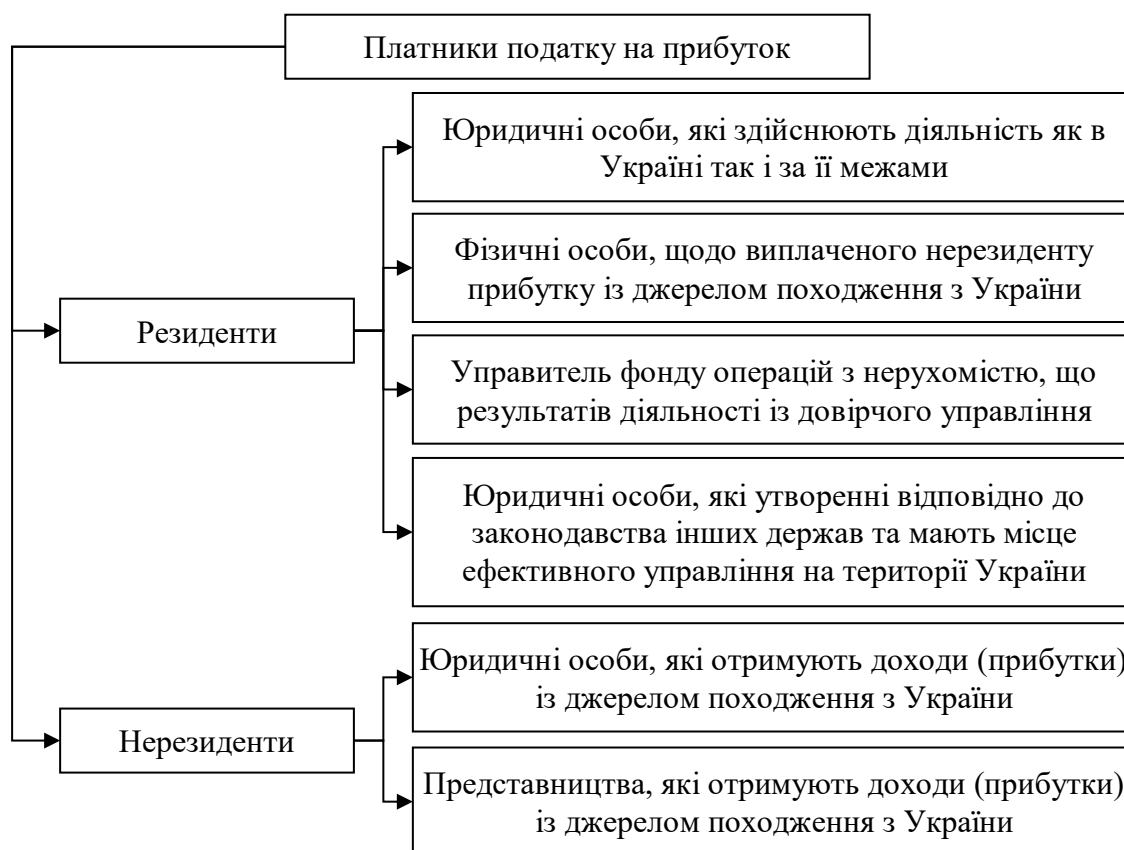 Платники податку на прибуток
Юридичні особи, які здійснюють діяльність як в
Україні так і за її межами
Фізичні особи, щодо виплаченого нерезиденту
прибутку із джерелом походження з України
Резиденти
Управитель фонду операцій з нерухомістю, що
результатів діяльності із довірчого управління
Юридичні особи, які утворенні відповідно до
законодавства інших держав та мають місце
ефективного управління на території України
Юридичні особи, які отримують доходи (прибутки)
із джерелом походження з України
Нерезиденти
Представництва, які отримують доходи (прибутки)
із джерелом походження з України